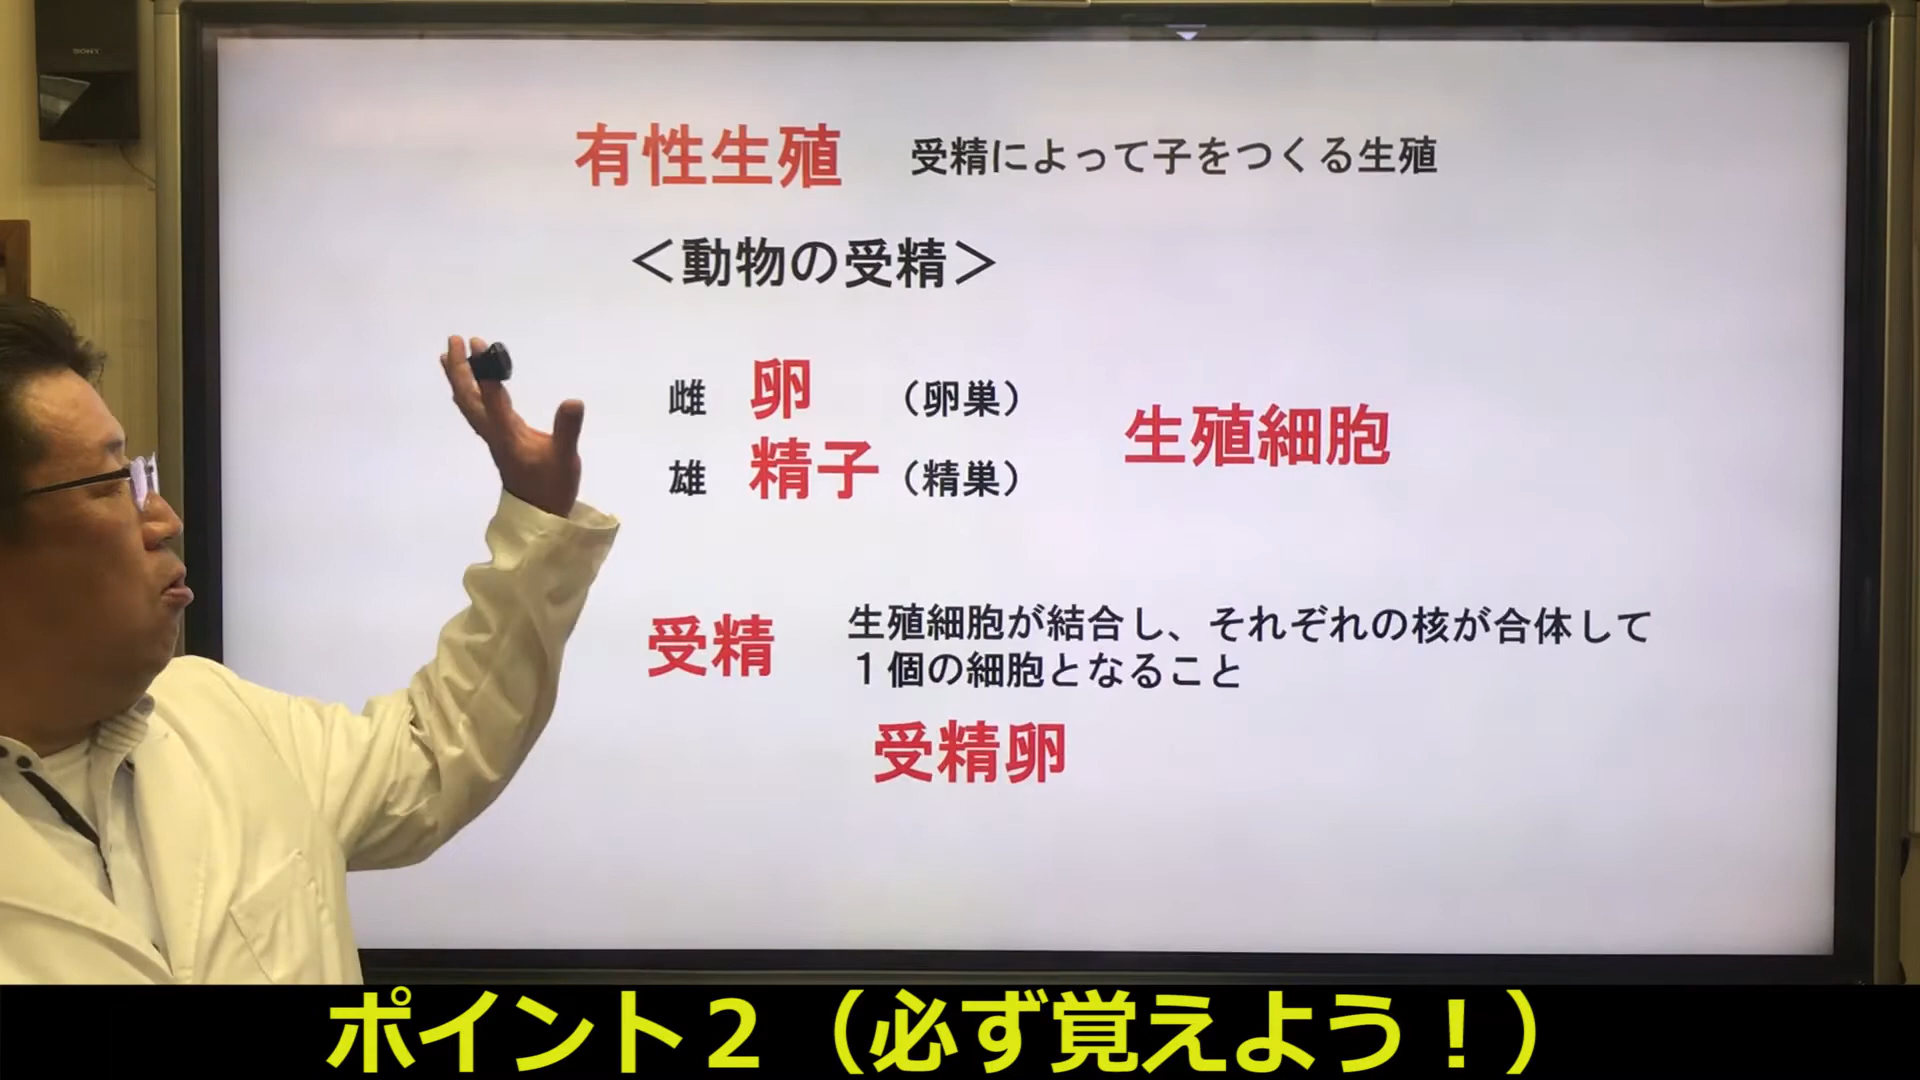 SONY
有性生殖 受精によって子をつくる生殖
＜動物の受精＞
雌 卵 （卵巣）
雄 精子 （精巣）
生殖細胞
受精 生殖細胞が結合し、それぞれの核が合体して
１個の細胞となること
受精卵
ポイント２（必ず覚えよう！）